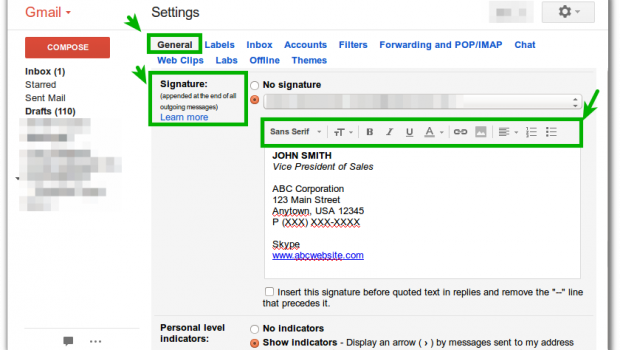 Gmail
Settings
COMPOSE
General Labels Inbox Accounts Filters Forwarding and POP/IMAP Chat
Web Clips Labs Offline Themes
Inbox (1)
Starred
Sent Mail
Drafts (110)
Signature:
(appended at the end of all
outgoing messages)
Learn more
No signature
Sans Serif T B I U A
JOHN SMITH
Vice President of Sales
ABC Corporation
123 Main Street
Anytown, USA 12345
P (XXX) XXX-XXXX
Skype
www.abcwebsite.com
Insert this signature before quoted text in replies and remove the "--" line
that precedes it.
Personal level
indicators:
No indicators
Show indicators - Display an arrow ( › ) by messages sent to my address